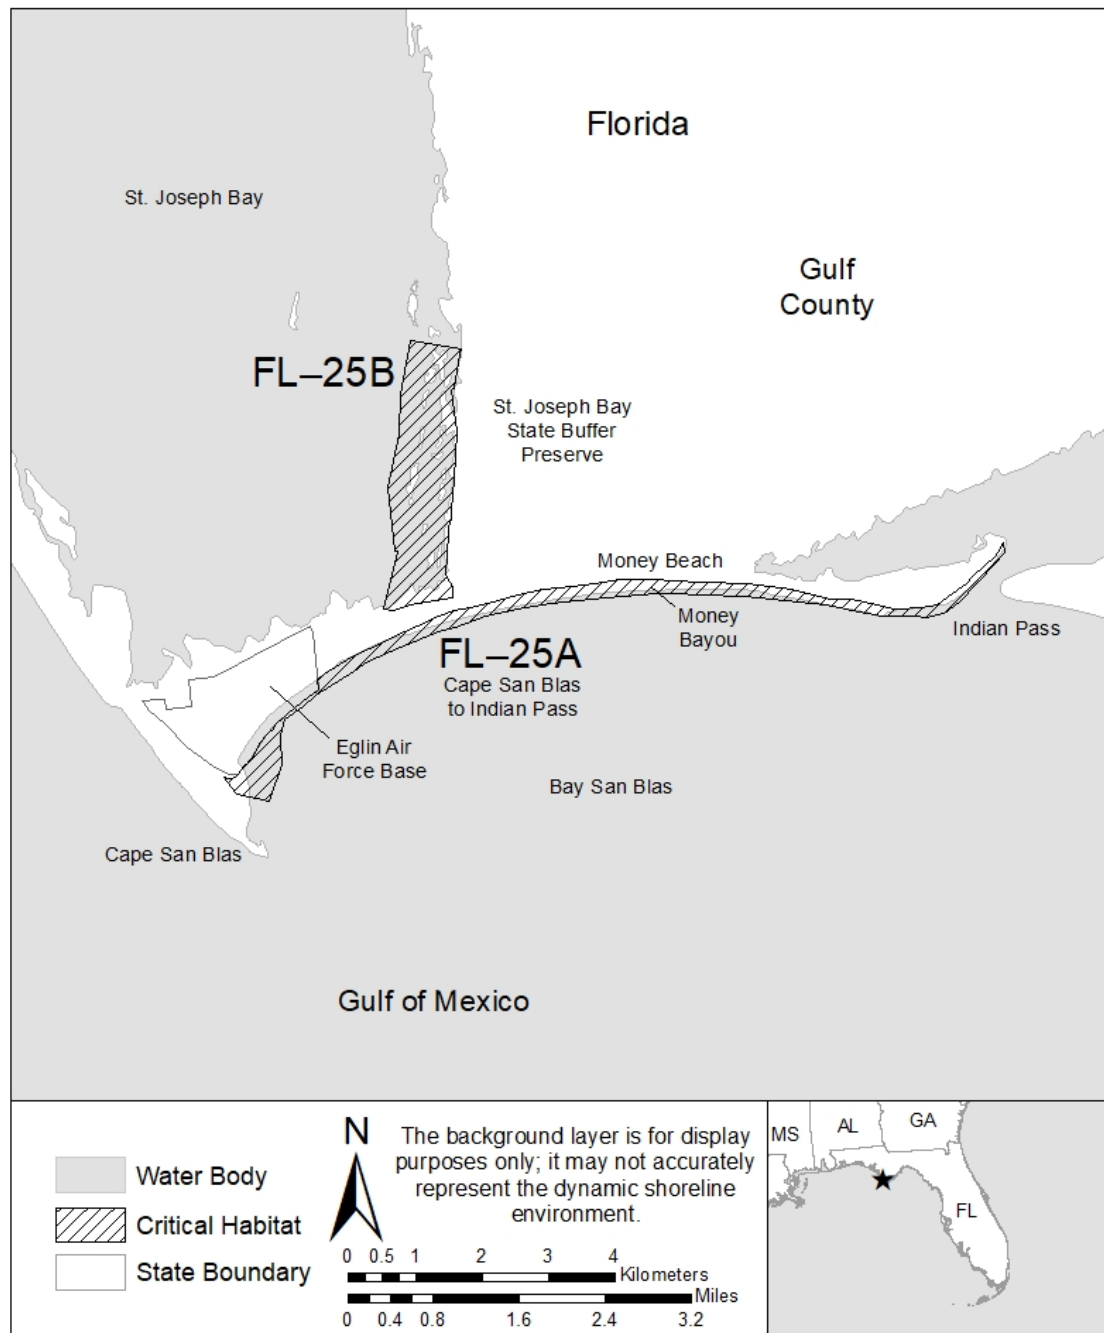 Florida
St. Joseph Bay
Gulf
County
FL–25B
St. Joseph Bay
State Buffer
Preserve
Money Beach
Money
Bayou
Indian Pass
FL–25A
Cape San Blas
to Indian Pass
Eglin Air
Force Base
Bay San Blas
Cape San Blas
Gulf of Mexico
Water Body
Critical Habitat
State Boundary
N
The background layer is for display
purposes only; it may not accurately
represent the dynamic shoreline
environment.
0 0.5 1 2 3 4
Kilometers
Miles
0 0.4 0.8 1.6 2.4 3.2
MS
AL
GA
FL